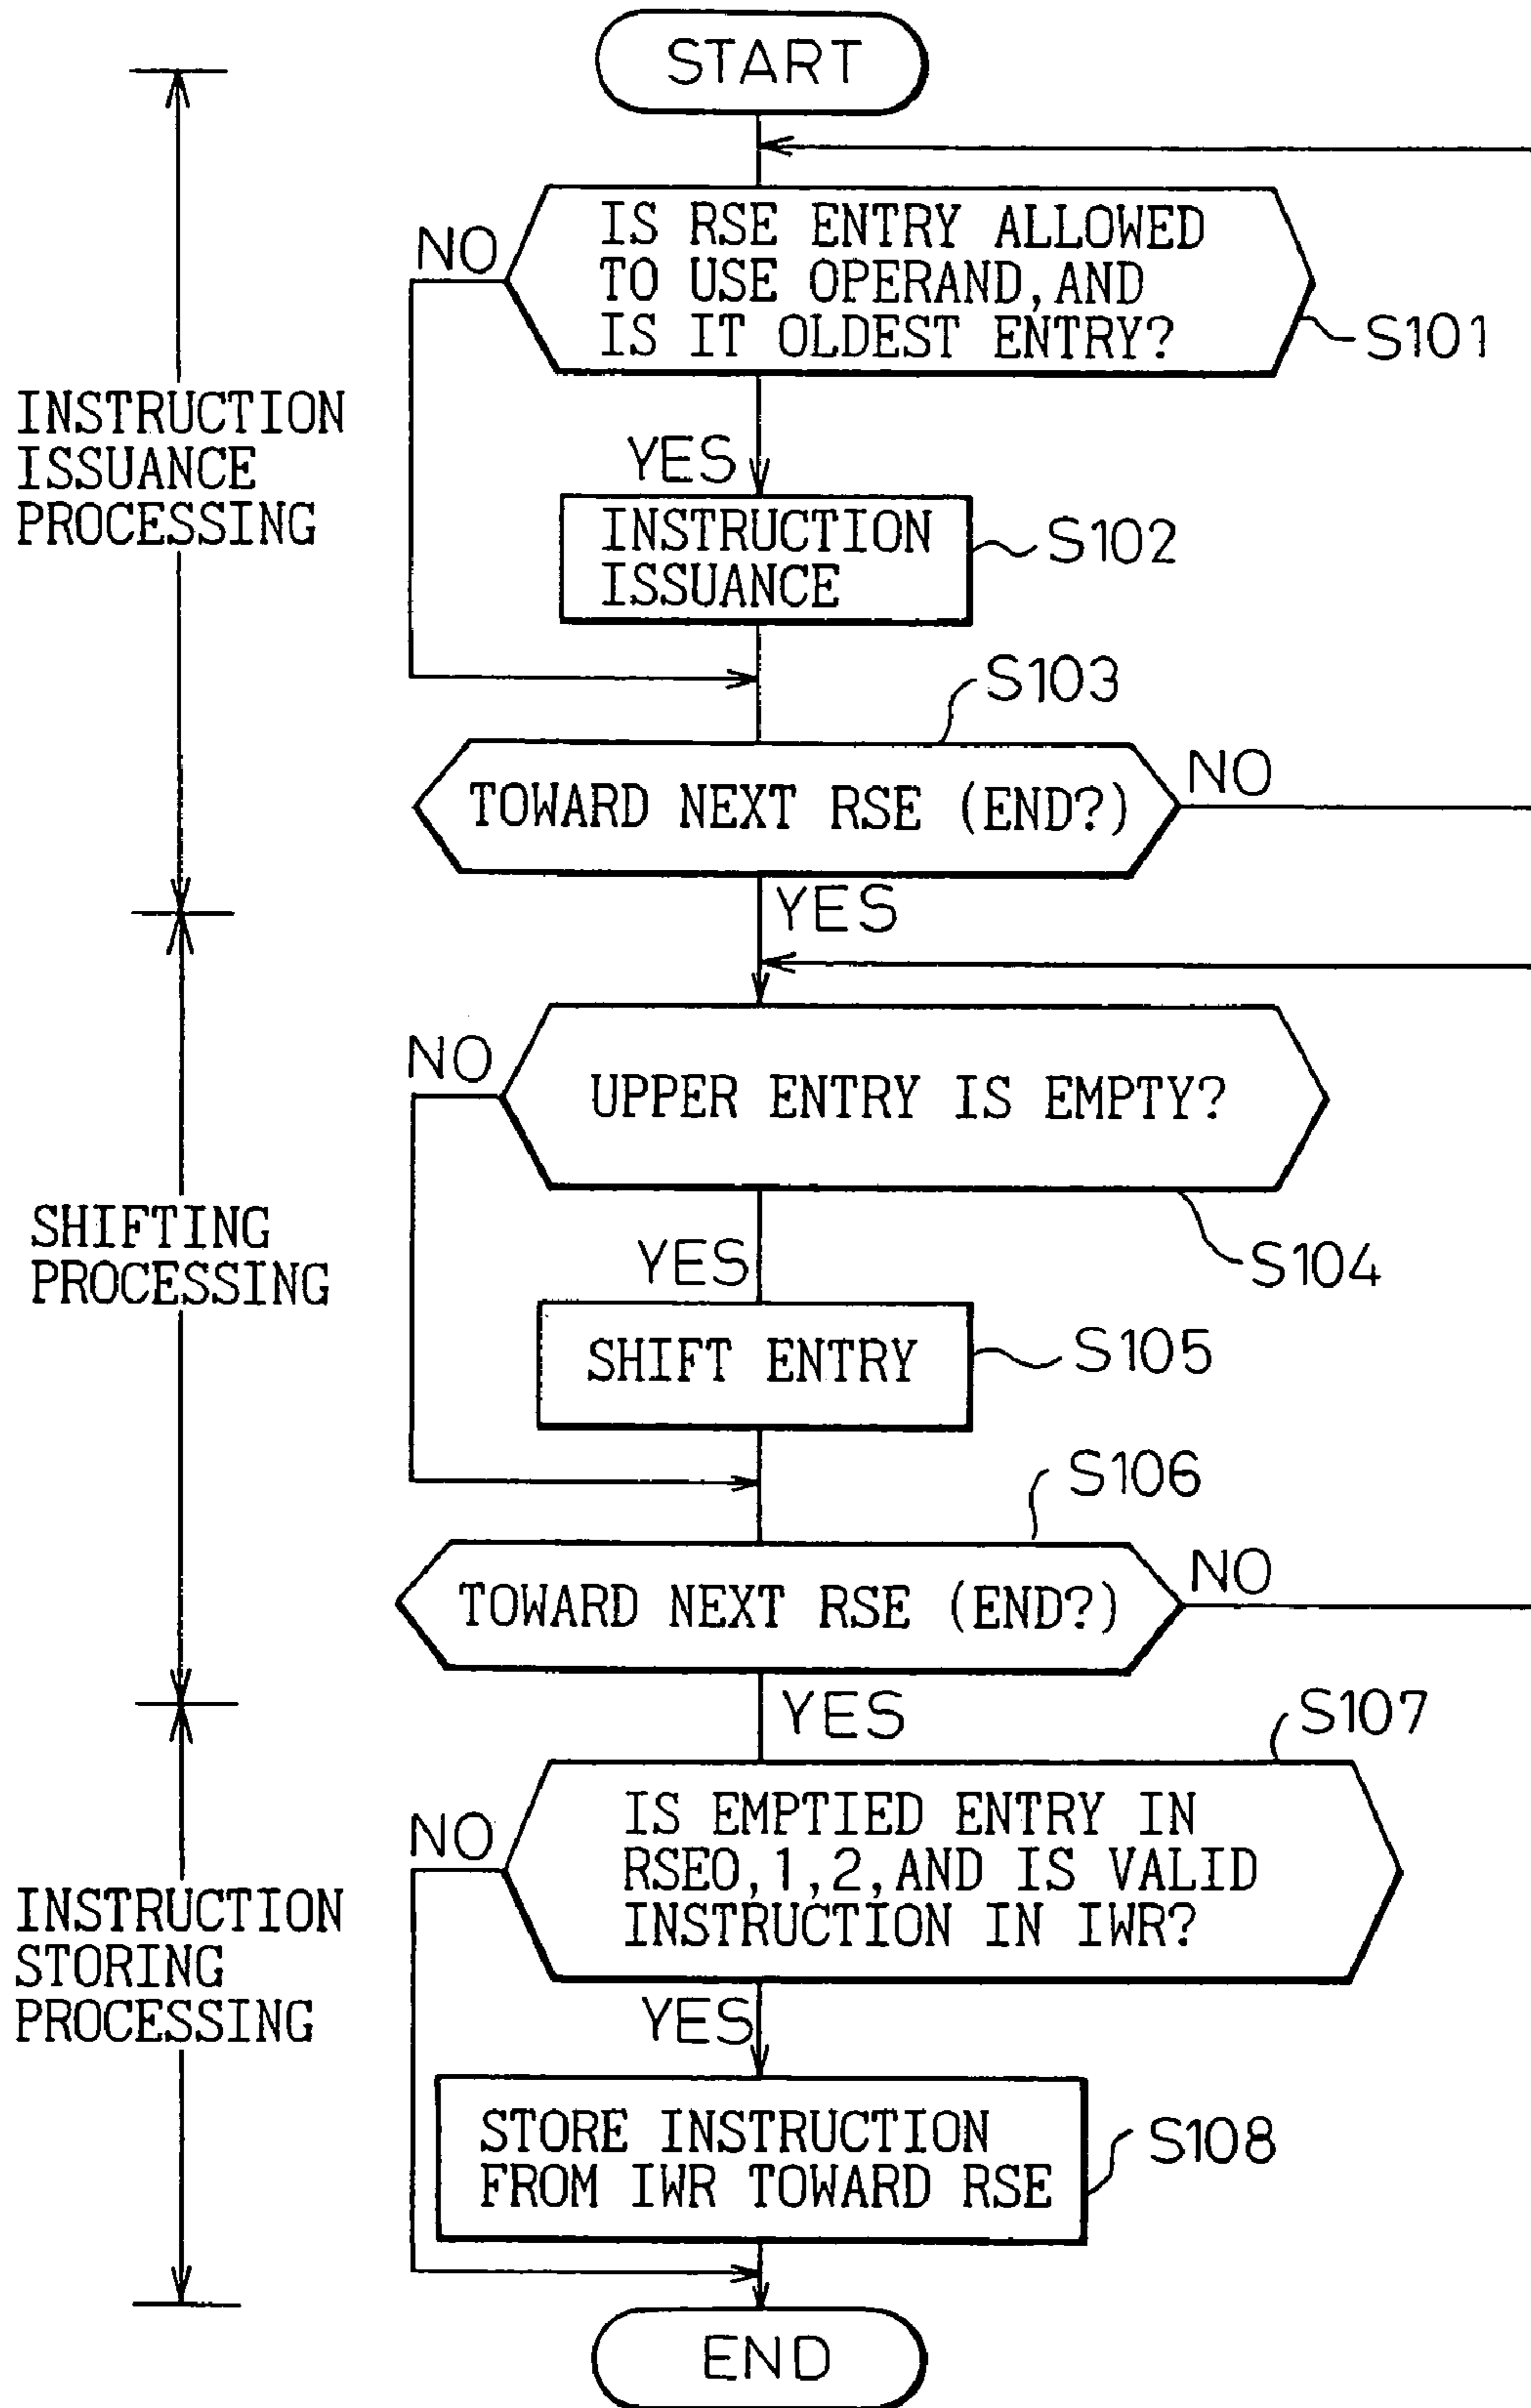 START
NO
IS RSE ENTRY ALLOWED
TO USE OPERAND, AND
IS IT OLDEST ENTRY?
S101
INSTRUCTION
ISSUANCE
PROCESSING
YES
INSTRUCTION
ISSUANCE
S102
S103
TOWARD NEXT RSE (END?)
NO
YES
NO
UPPER ENTRY IS EMPTY?
S104
SHIFTING
PROCESSING
YES
SHIFT ENTRY
S105
S106
TOWARD NEXT RSE (END?)
NO
YES
S107
NO
IS EMPTIED ENTRY IN
RSE0,1,2, AND IS VALID
INSTRUCTION IN IWR?
INSTRUCTION
STORING
PROCESSING
YES
STORE INSTRUCTION
FROM IWR TOWARD RSE
S108
END